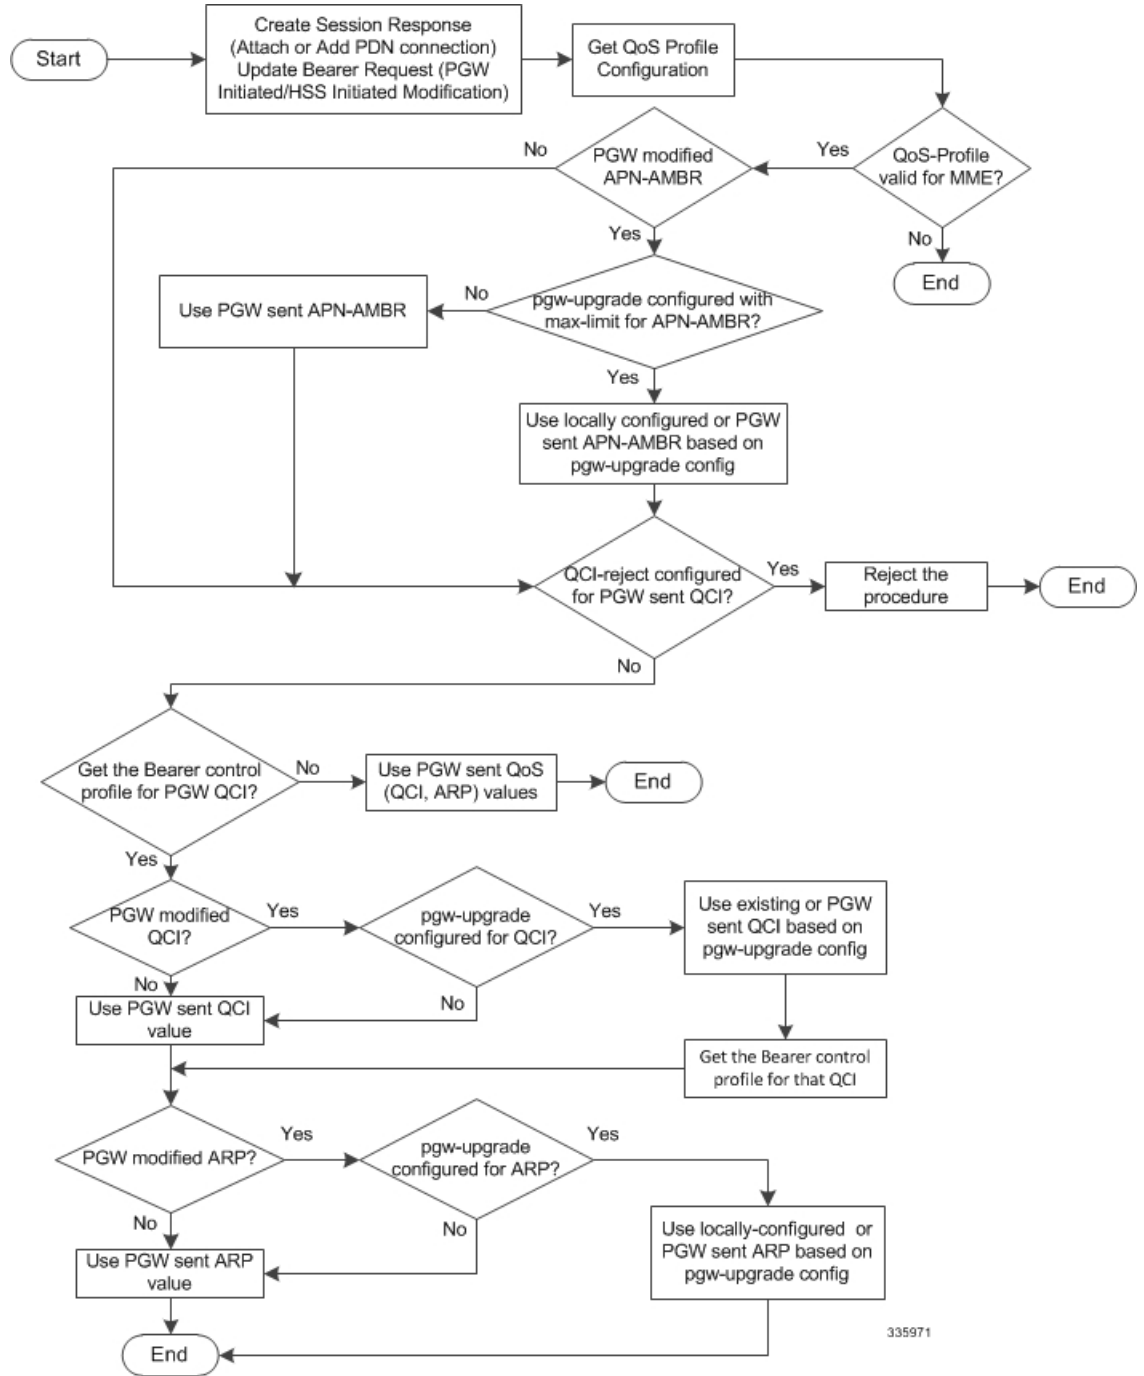 Start
Create Session Response
(Attach or Add PDN connection)
Update Bearer Request (PGW
Initiated/HSS Initiated Modification)
Get QoS Profile
Configuration
QoS-Profile
valid for MME?
Yes
No
End
PGW modified
APN-AMBR
No
Yes
pgw-upgrade configured with
max-limit for APN-AMBR?
No
Use PGW sent APN-AMBR
Yes
Use locally configured or PGW
sent APN-AMBR based on
pgw-upgrade config
QCI-reject configured
for PGW sent QCI?
Yes
Reject the
procedure
End
No
Get the Bearer control
profile for PGW QCI?
No
Use PGW sent QoS
(QCI, ARP) values
End
Yes
PGW modified
QCI?
Yes
pgw-upgrade
configured for QCI?
Yes
Use existing or PGW
sent QCI based on
pgw-upgrade config
No
No
Use PGW sent QCI
value
Get the Bearer control
profile for that QCI
PGW modified ARP?
Yes
pgw-upgrade
configured for ARP?
Yes
No
No
Use PGW sent ARP
value
Use locally-configured or
PGW sent ARP based on
pgw-upgrade config
End
335971